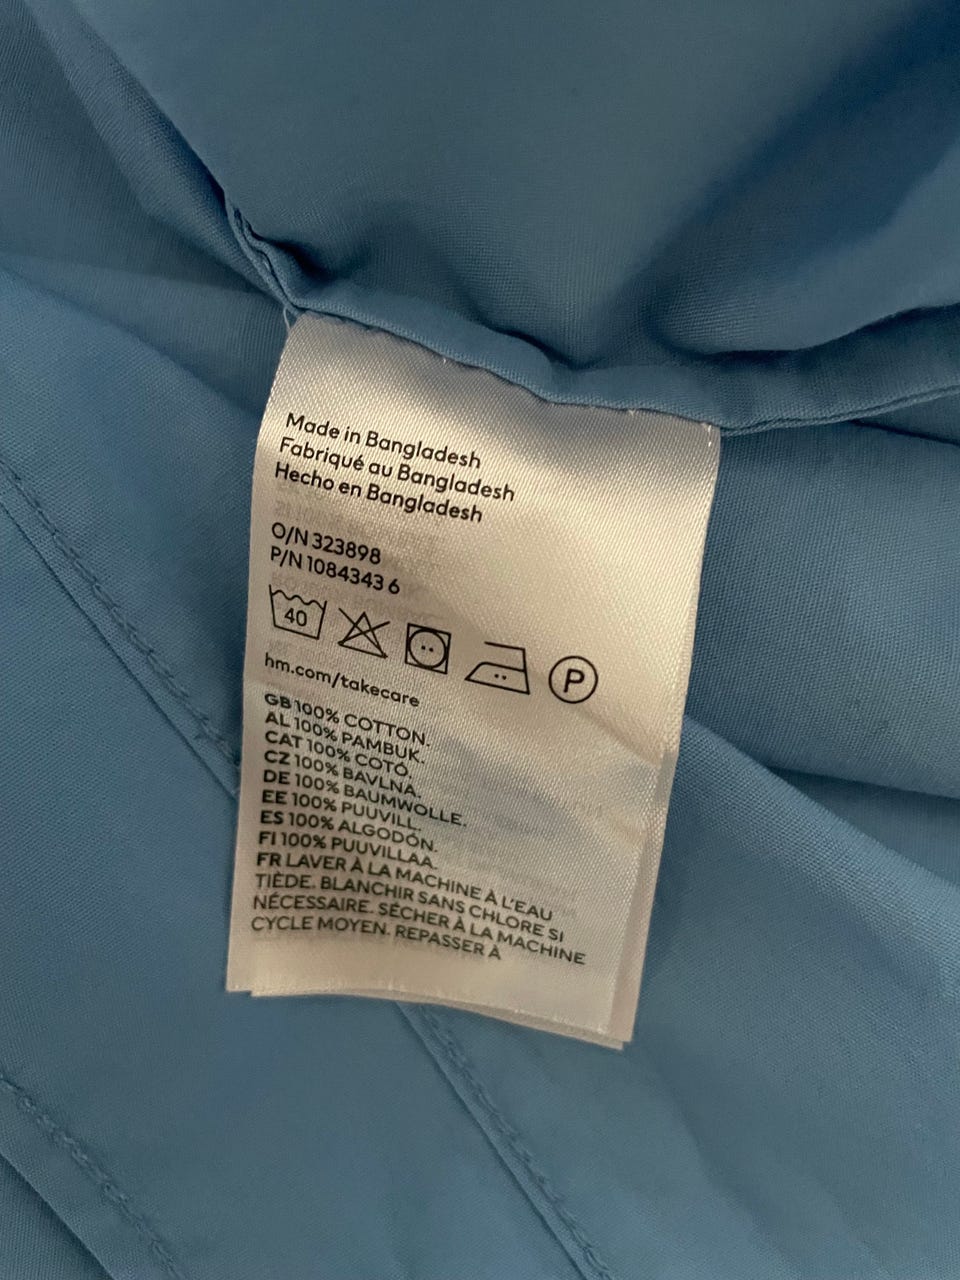 Made in Bangladesh
Fabriqué au Bangladesh
Hecho en Bangladesh
O/N 323898
P/N 1084343 6
40
P
hm.com/takecare
GB 100% COTTON.
AL 100% PAMBUK.
CAT 100% COTÓ.
CZ 100% BAVLNA.
DE 100% BAUMWOLLE.
EE 100% PUUVILL.
ES 100% ALGODÓN.
FI 100% PUUVILLAA.
FR LAVER À LA MACHINE À L'EAU
TIÈDE. BLANCHIR SANS CHLORE SI
NÉCESSAIRE. SÉCHER À LA MACHINE
CYCLE MOYEN. REPASSER À